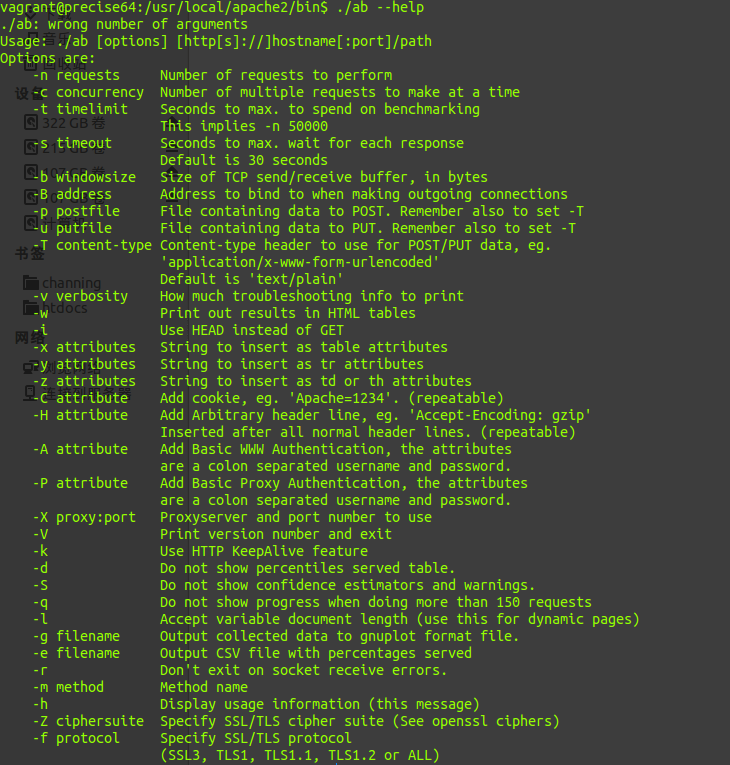 vagrant@precise64:/usr/local/apache2/bin$ ./ab --help
./ab: wrong number of arguments
Usage: ./ab [options] [http[s]://]hostname[:port]/path
Options are:
    -n requests     Number of requests to perform
    -c concurrency  Number of multiple requests to make at a time
    -t timelimit    Seconds to max. to spend on benchmarking
                    This implies -n 50000
    -s timeout      Seconds to max. wait for each response
                    Default is 30 seconds
    -b windowsize   Size of TCP send/receive buffer, in bytes
    -B address      Address to bind to when making outgoing connections
    -p postfile     File containing data to POST. Remember also to set -T
    -u putfile      File containing data to PUT. Remember also to set -T
    -T content-type Content-type header to use for POST/PUT data, eg.
                    'application/x-www-form-urlencoded'
                    Default is 'text/plain'
    -v verbosity    How much troubleshooting info to print
    -w              Print out results in HTML tables
    -i              Use HEAD instead of GET
    -x attributes   String to insert as table attributes
    -y attributes   String to insert as tr attributes
    -z attributes   String to insert as td or th attributes
    -C attribute    Add cookie, eg. 'Apache=1234'. (repeatable)
    -H attribute    Add Arbitrary header line, eg. 'Accept-Encoding: gzip'
                    Inserted after all normal header lines. (repeatable)
    -A attribute    Add Basic WWW Authentication, the attributes
                    are a colon separated username and password.
    -P attribute    Add Basic Proxy Authentication, the attributes
                    are a colon separated username and password.
    -X proxy:port   Proxyserver and port number to use
    -V              Print version number and exit
    -k              Use HTTP KeepAlive feature
    -d              Do not show percentiles served table.
    -S              Do not show confidence estimators and warnings.
    -q              Do not show progress when doing more than 150 requests
    -l              Accept variable document length (use this for dynamic pages)
    -g filename     Output collected data to gnuplot format file.
    -e filename     Output CSV file with percentages served
    -r              Don't exit on socket receive errors.
    -m method       Method name
    -h              Display usage information (this message)
    -Z ciphersuite  Specify SSL/TLS cipher suite (See openssl ciphers)
    -f protocol     Specify SSL/TLS protocol
                    (SSL3, TLS1, TLS1.1, TLS1.2 or ALL)
音乐
回收站
设备
322 GB 卷
书签
channing
htdocs
网络